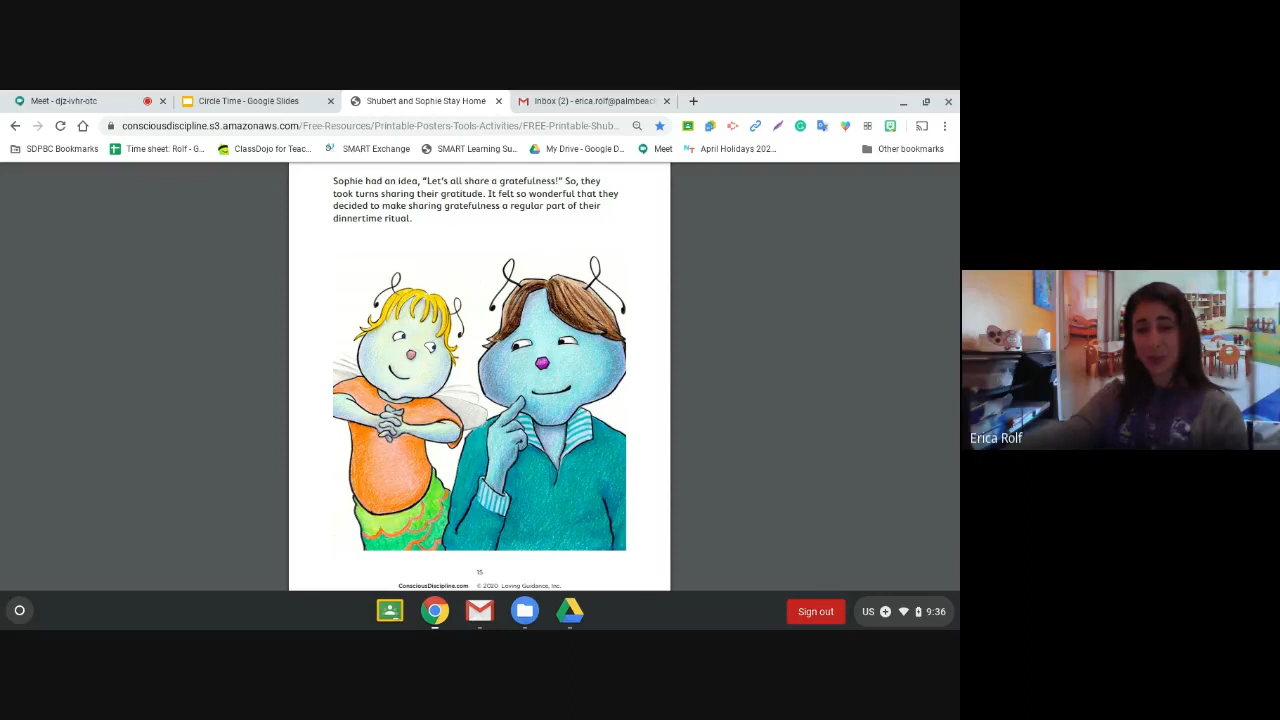 Meet - djz-ivhr-otc
Circle Time - Google Slides
Shubert and Sophie Stay Home
Inbox (2) - erica.rolf@palmbeach
consciousdiscipline.s3.amazonaws.com/Free-Resources/Printable-Posters-Tools-Activities/FREE-Printable-Shub...
SDPBC Bookmarks
Time sheet: Rolf - G...
ClassDojo for Teac...
SMART Exchange
SMART Learning Su...
My Drive - Google D...
Meet
April Holidays 202...
Other bookmarks
Sophie had an idea, “Let’s all share a gratefulness!” So, they
took turns sharing their gratitude. It felt so wonderful that they
decided to make sharing gratefulness a regular part of their
dinnertime ritual.
15
ConsciousDiscipline.com © 2020 Loving Guidance, Inc.
Erica Rolf
Sign out
US
9:36